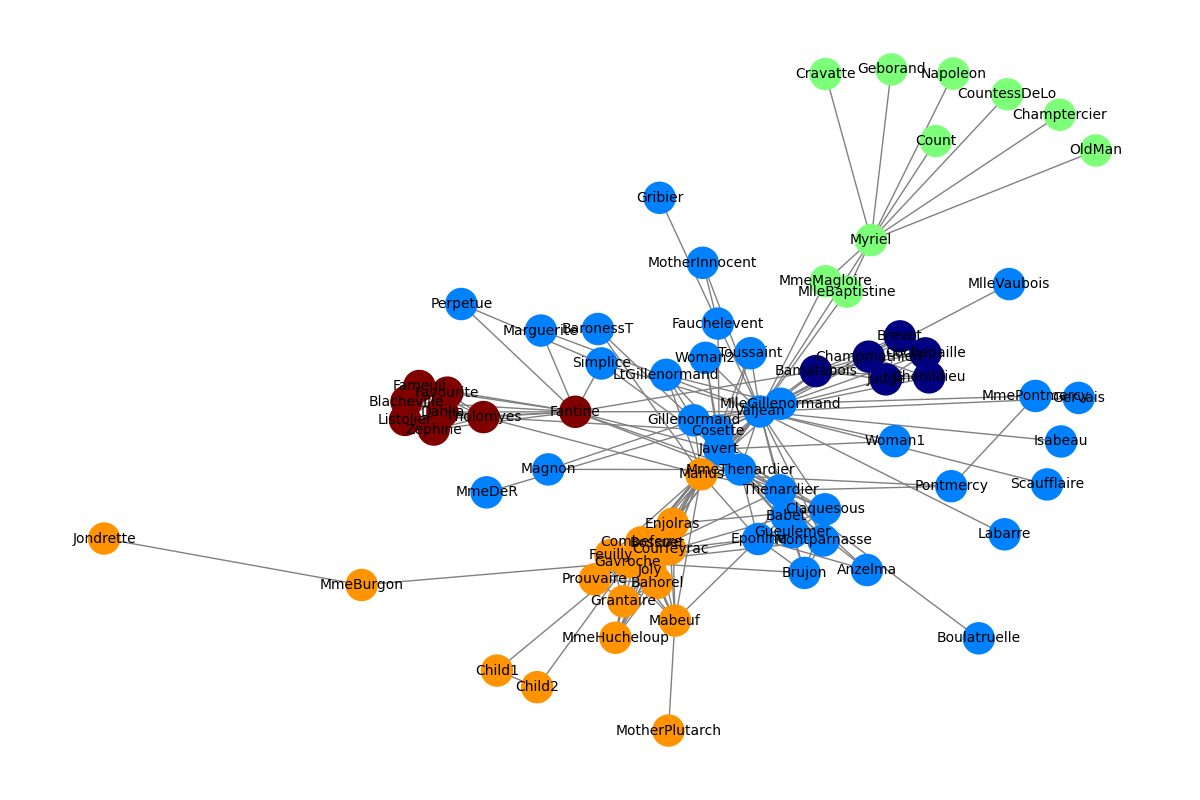 Cravatte
Geborand
Napoleon
CountessDeLo
Champtercier
Count
OldMan
Gribier
Myriel
MotherInnocent
MmeMagloire
MlleBaptistine
MlleVaubois
Perpetue
Marguerite
BaronessT
Fauchelevent
Brevet
Simplice
Woman2
Toussaint
Champmathieu
Cochepaille
LtGillenormand
Bamatabois
Judge
Chenildieu
Fameuil
Favourite
Blacheville
Dahlia
Listolier
Tholomyes
Zephine
Fantine
MlleGillenormand
Valjean
MmePontmercy
Gervais
Gillenormand
Cosette
Javert
Woman1
Isabeau
Magnon
Marius
MmeThenardier
MmeDeR
Thenardier
Pontmercy
Scaufflaire
Claquesous
Babet
Enjolras
Gueulemer
Labarre
Jondrette
Combeferre
Bossuet
Courfeyrac
Eponine
Montparnasse
Feuilly
Gavroche
Joly
MmeBurgon
Prouvaire
Bahorel
Brujon
Anzelma
Grantaire
Mabeuf
MmeHucheloup
Boulatruelle
Child1
Child2
MotherPlutarch